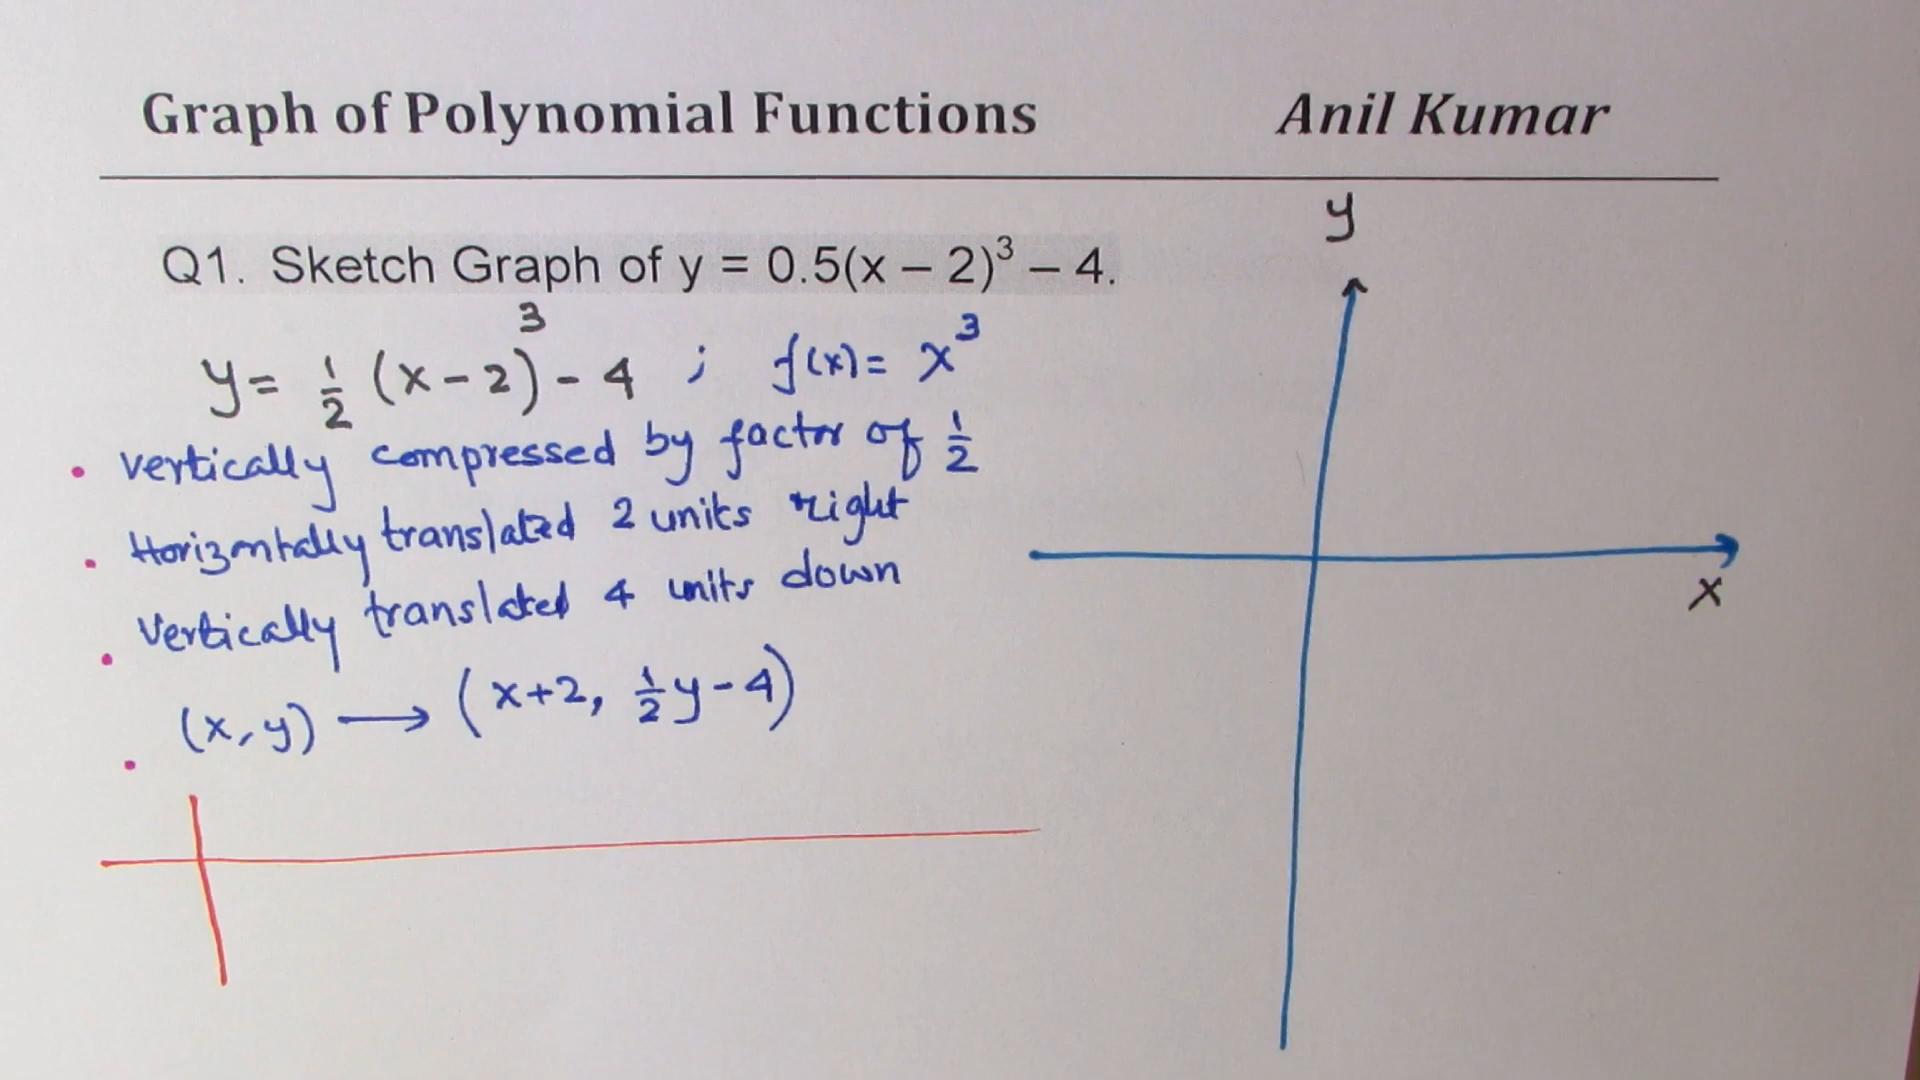 Graph of Polynomial Functions Anil Kumar
Q1. Sketch Graph of y = 0.5(x – 2)³ – 4.
y = 1/2 (x - 2)³ - 4 ; f(x) = x³
• vertically compressed by factor of 1/2
• Horizontally translated 2 units right
• Vertically translated 4 units down
• (x, y) → (x+2, 1/2y-4)
y
x